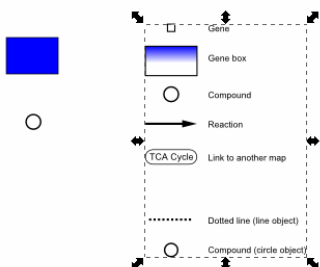 Gene
Gene box
Compound
Reaction
TCA Cycle Link to another map
Dotted line (line object)
Compound (circle object)